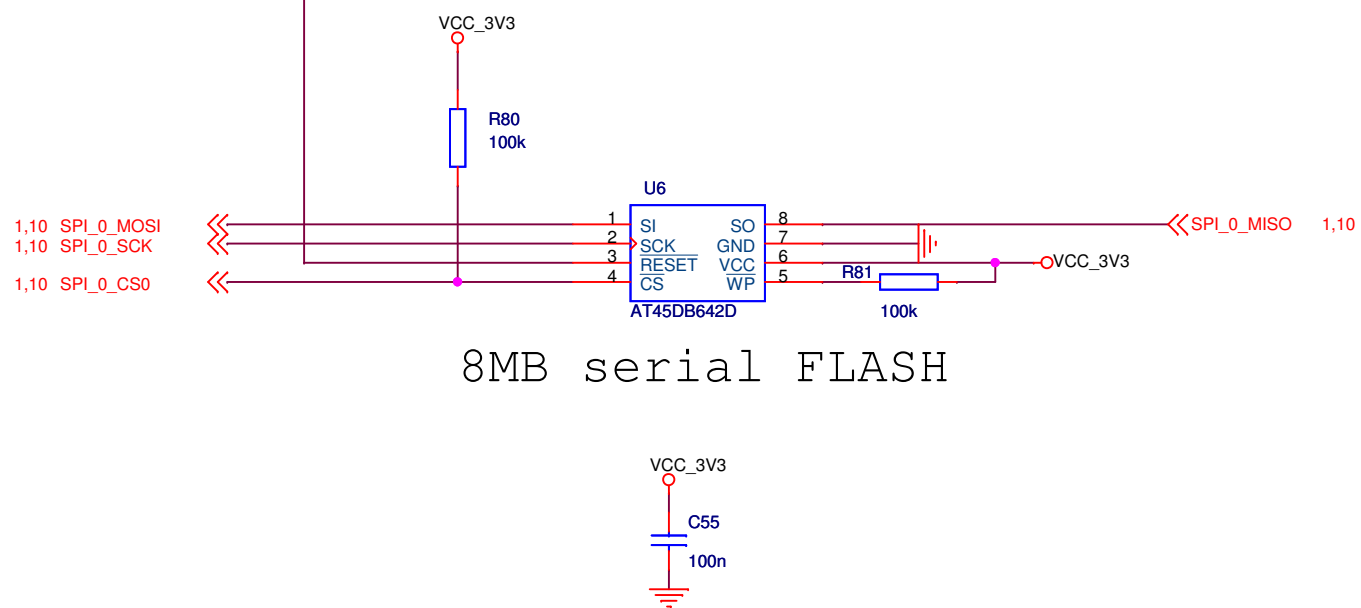 VCC_3V3
R80
100k
U6
1,10 SPI_0_MOSI 1 SI SO 8 SPI_0_MISO 1,10
1,10 SPI_0_SCK 2 SCK GND 7
3 RESET VCC 6 VCC_3V3
1,10 SPI_0_CS0 4 CS WP 5 R81
AT45DB642D 100k
8MB serial FLASH
VCC_3V3
C55
100n